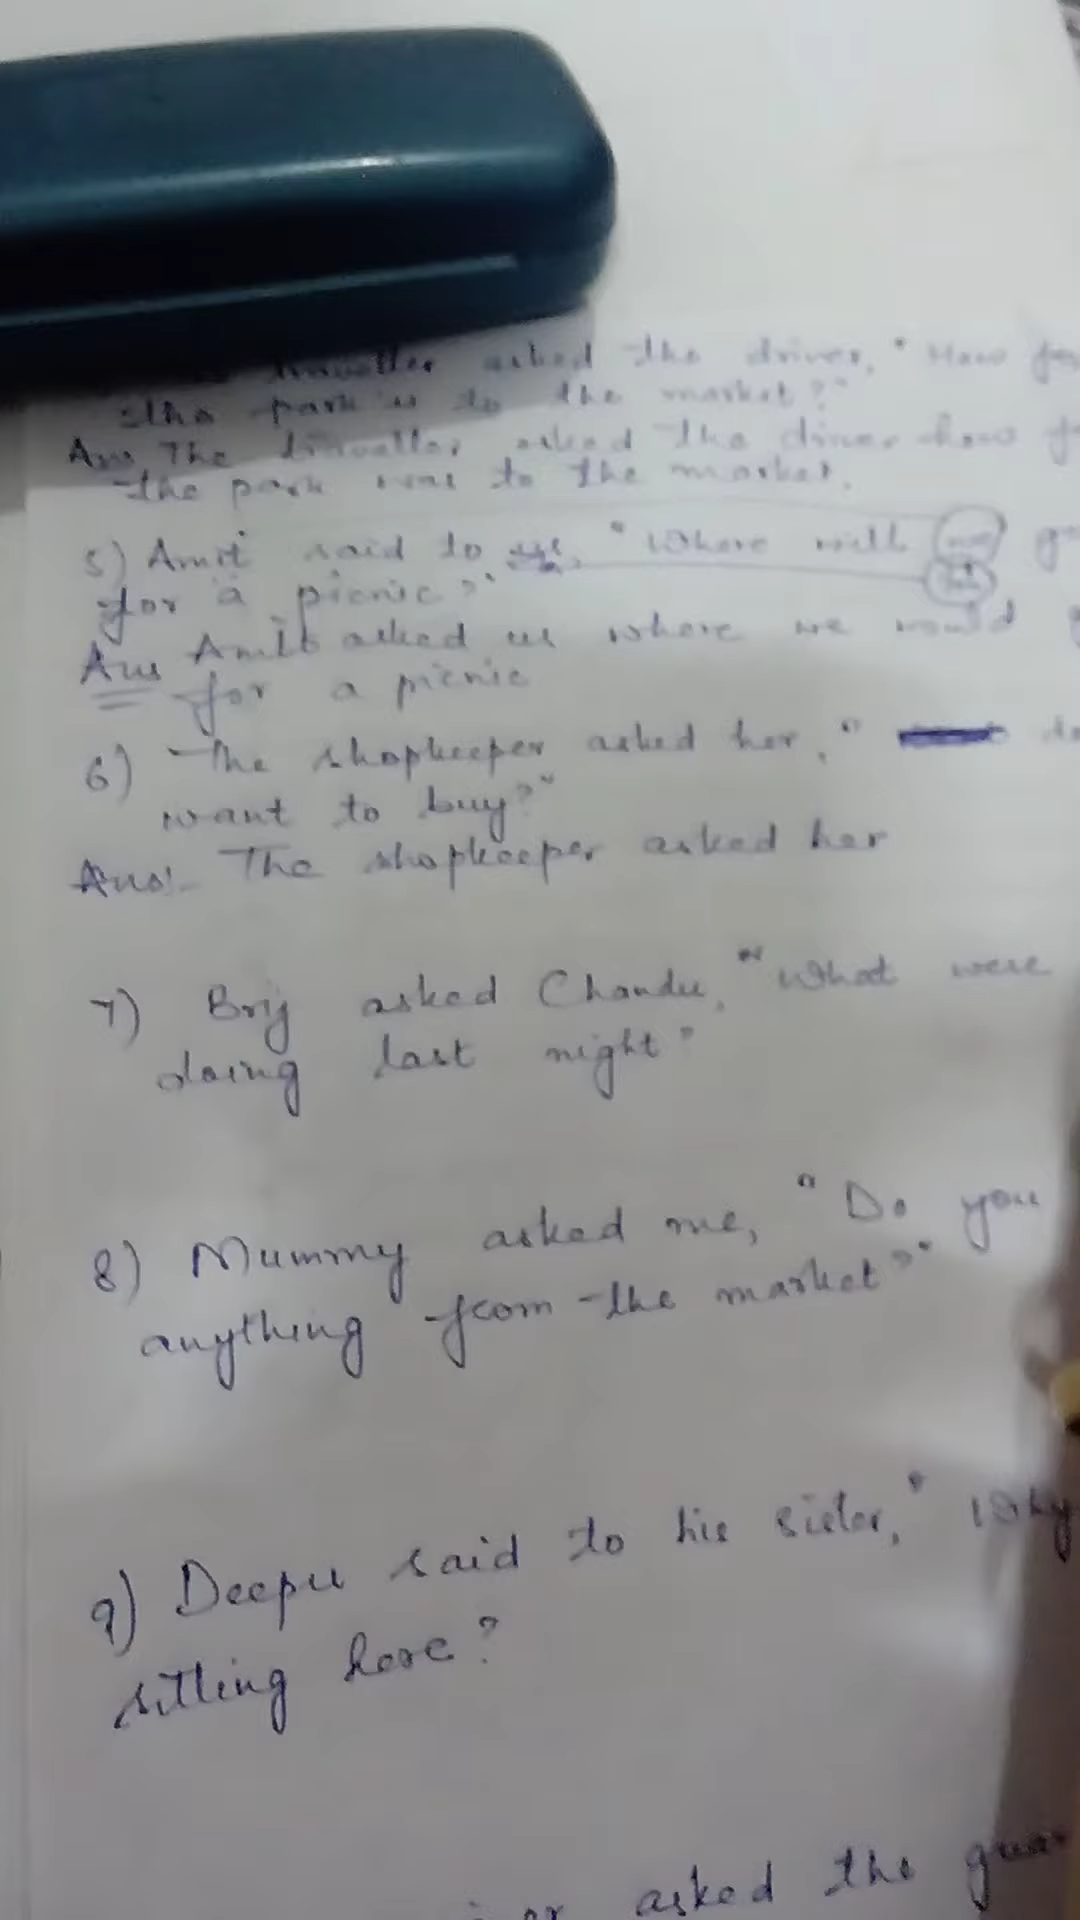 traveller asked the driver, " How
the park is to the market?"
Ans The traveller asked the driver how
the park was to the market.
5) Amit said to us, " Where will
for a picnic?"
Ans Amit asked us where we would
for a picnic
6) The shopkeeper asked her, "
want to buy?"
Ans:- The shopkeeper asked her
7) Brij asked Chandu, "What were
doing last night"
8) Mummy asked me, "Do you
anything from the market?"
9) Deepu said to his sister, " Why
sitting here?
asked the